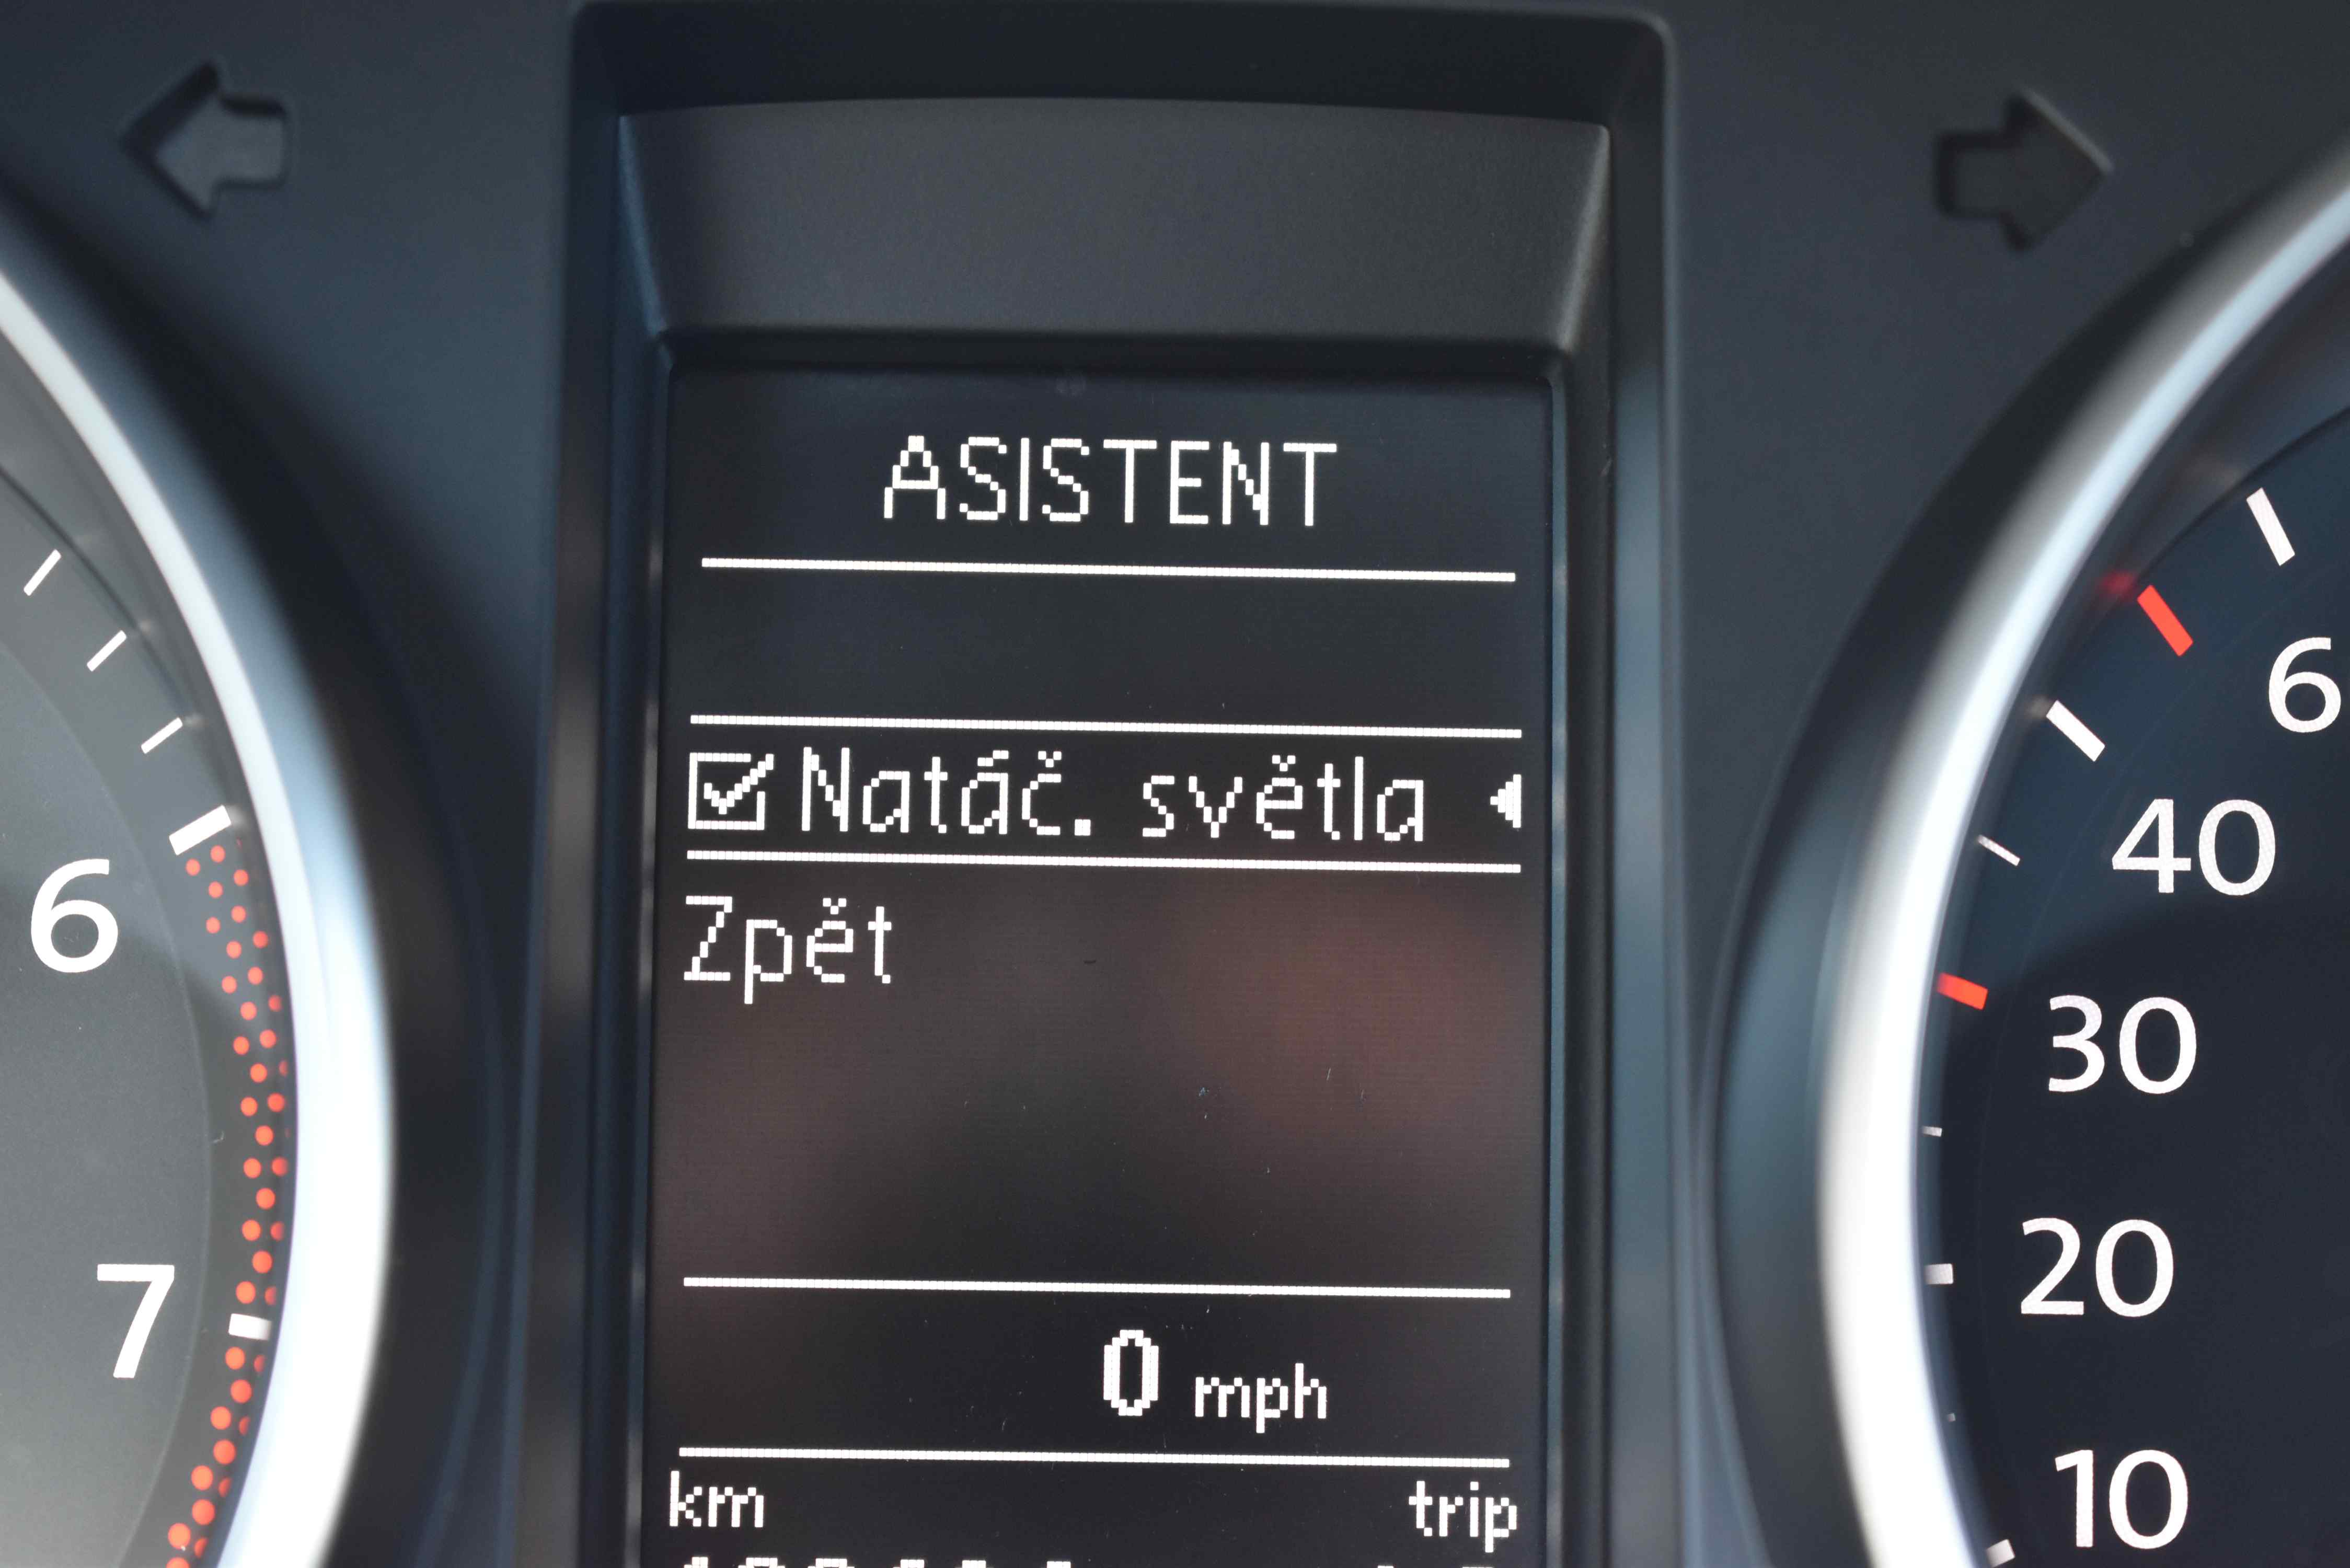 ASISTENT
Natáč. světla
Zpět
0 mph
km trip
6
7
6
40
30
20
10